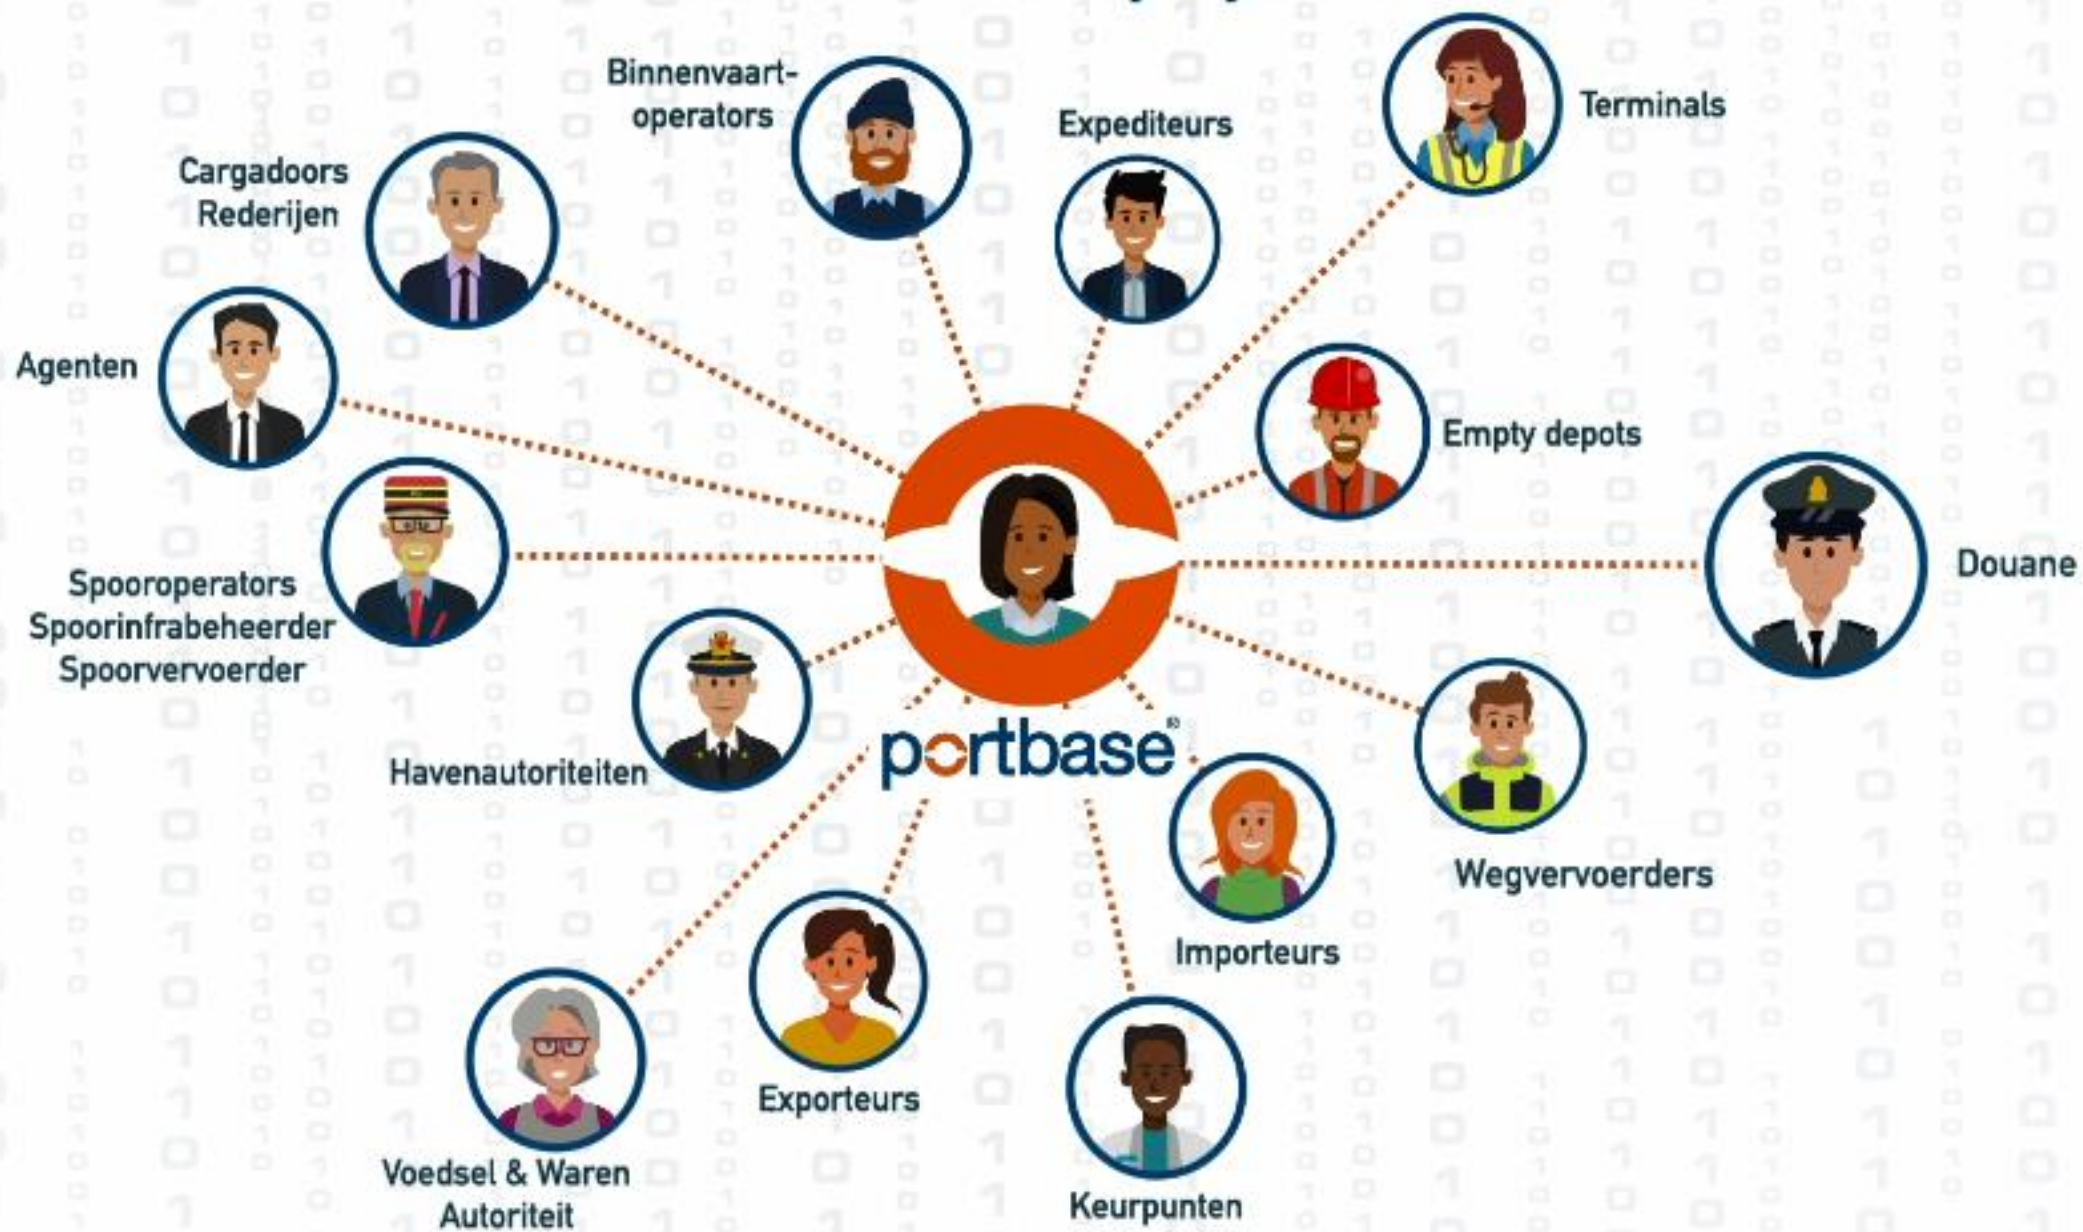 Binnenvaart-
operators
Expediteurs
Terminals
Cargadoors
Rederijen
Agenten
Empty depots
Douane
Spooroperators
Spoorinfrabeheerder
Spoorvervoerder
Havenautoriteiten
portbase®
Wegvervoerders
Importeurs
Exporteurs
Voedsel & Waren
Autoriteit
Keurpunten